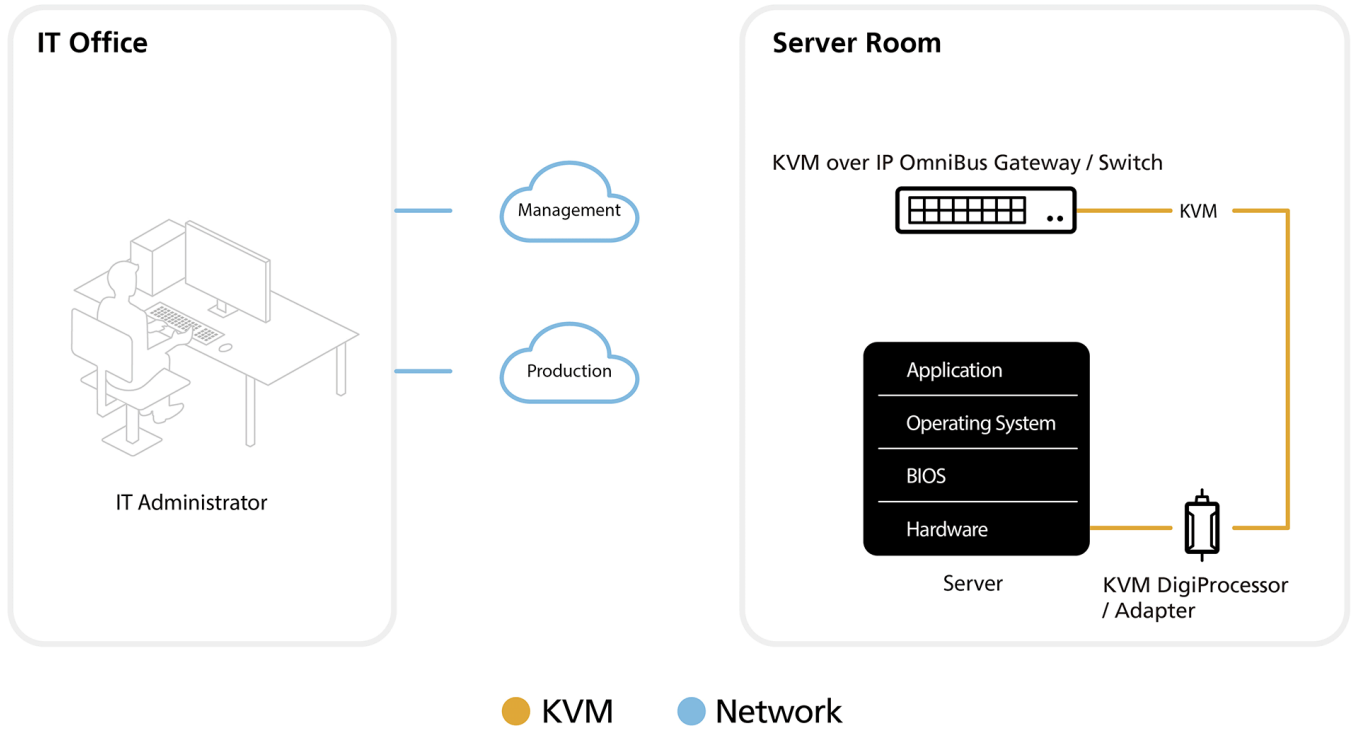 IT Office
Server Room
KVM over IP OmniBus Gateway / Switch
Management
KVM
Production
Application
Operating System
BIOS
Hardware
IT Administrator
Server
KVM DigiProcessor
/ Adapter
KVM
Network